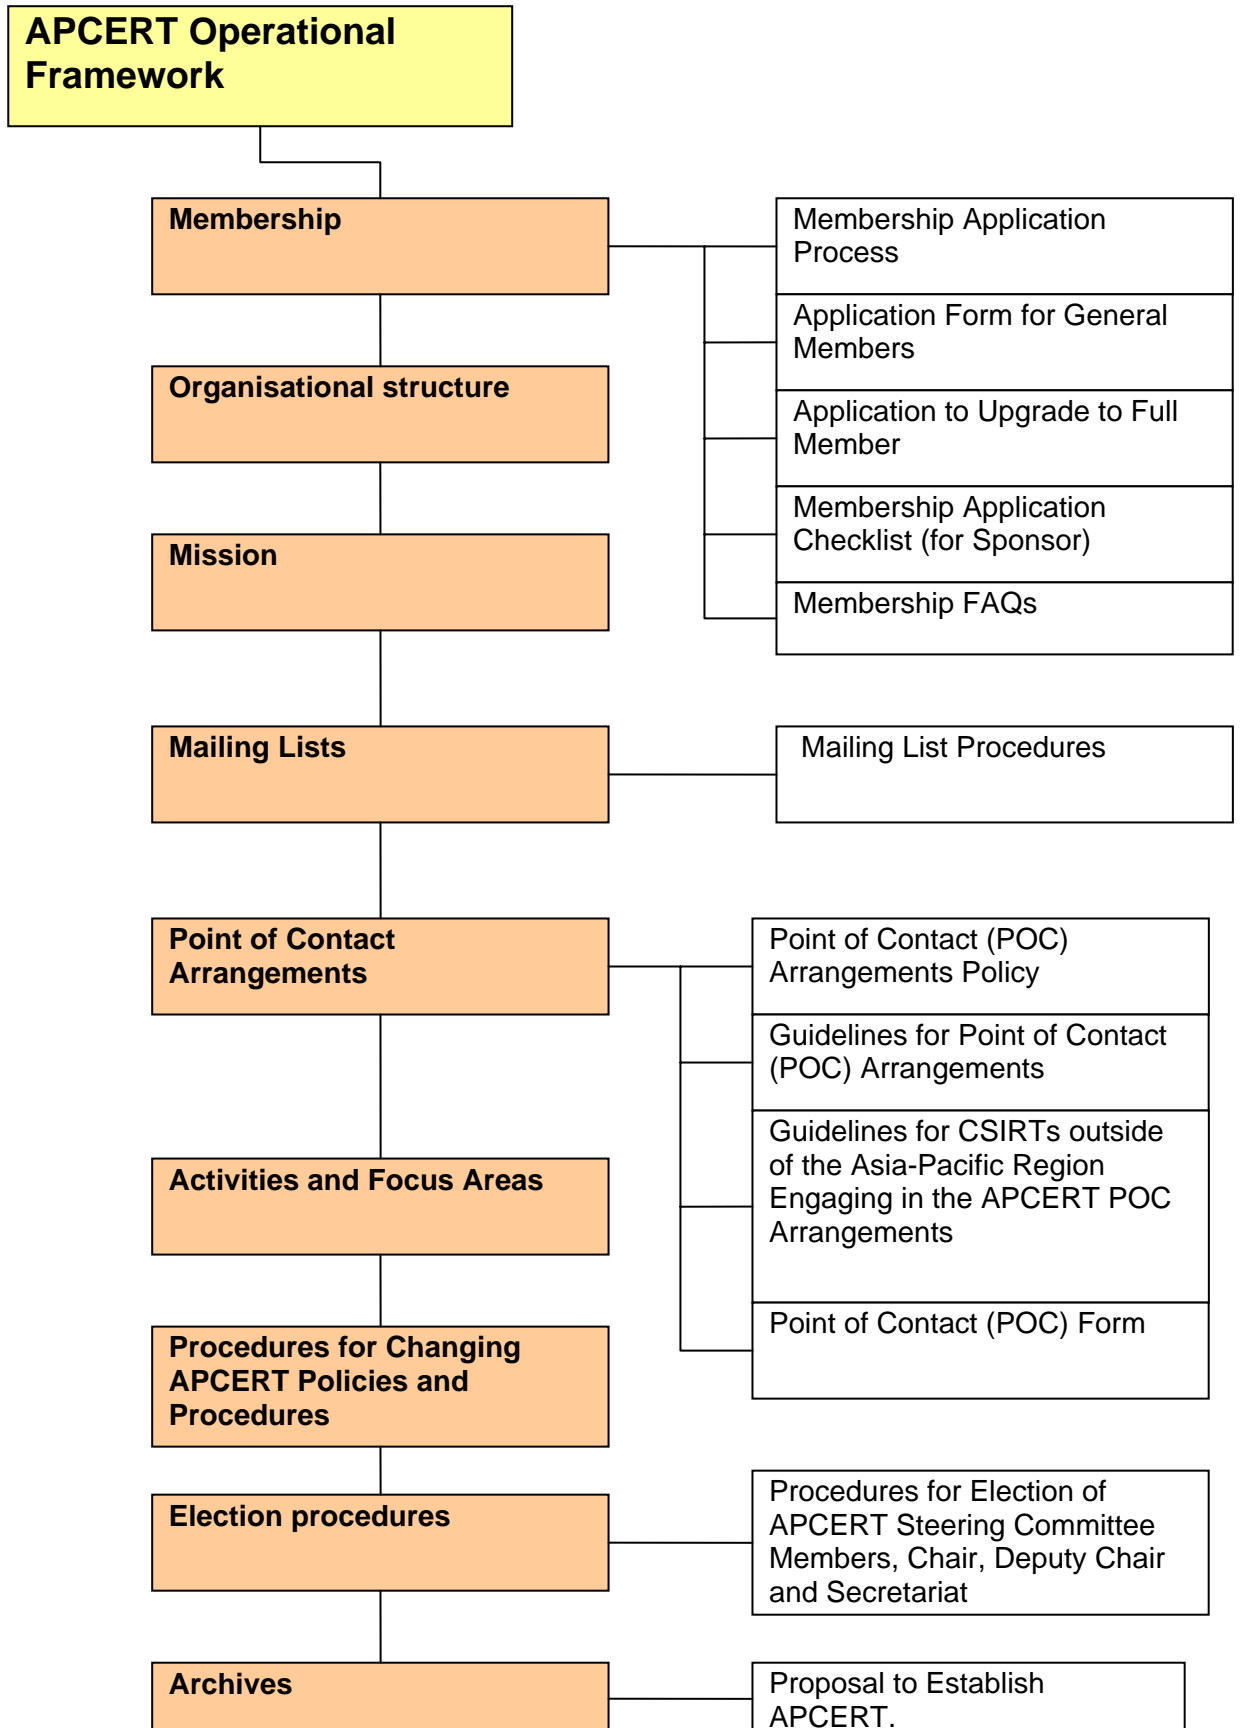 APCERT Operational
Framework
Membership
Membership Application
Process
Application Form for General
Members
Application to Upgrade to Full
Member
Membership Application
Checklist (for Sponsor)
Membership FAQs
Organisational structure
Mission
Mailing Lists
Mailing List Procedures
Point of Contact
Arrangements
Point of Contact (POC)
Arrangements Policy
Guidelines for Point of Contact
(POC) Arrangements
Guidelines for CSIRTs outside
of the Asia-Pacific Region
Engaging in the APCERT POC
Arrangements
Point of Contact (POC) Form
Activities and Focus Areas
Procedures for Changing
APCERT Policies and
Procedures
Election procedures
Procedures for Election of
APCERT Steering Committee
Members, Chair, Deputy Chair
and Secretariat
Archives
Proposal to Establish
APCERT.